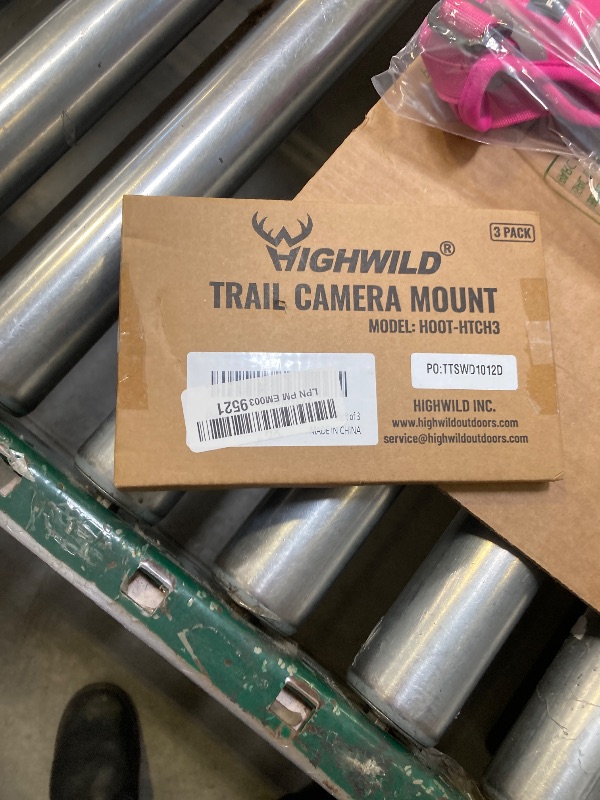 3 PACK
HIGHWILD®
TRAIL CAMERA MOUNT
MODEL: HOOT-HTCH3
PO:TTSWD1012D
LPN PM EM003 9521
of 3
MADE IN CHINA
HIGHWILD INC.
www.highwildoutdoors.com
service@highwildoutdoors.com